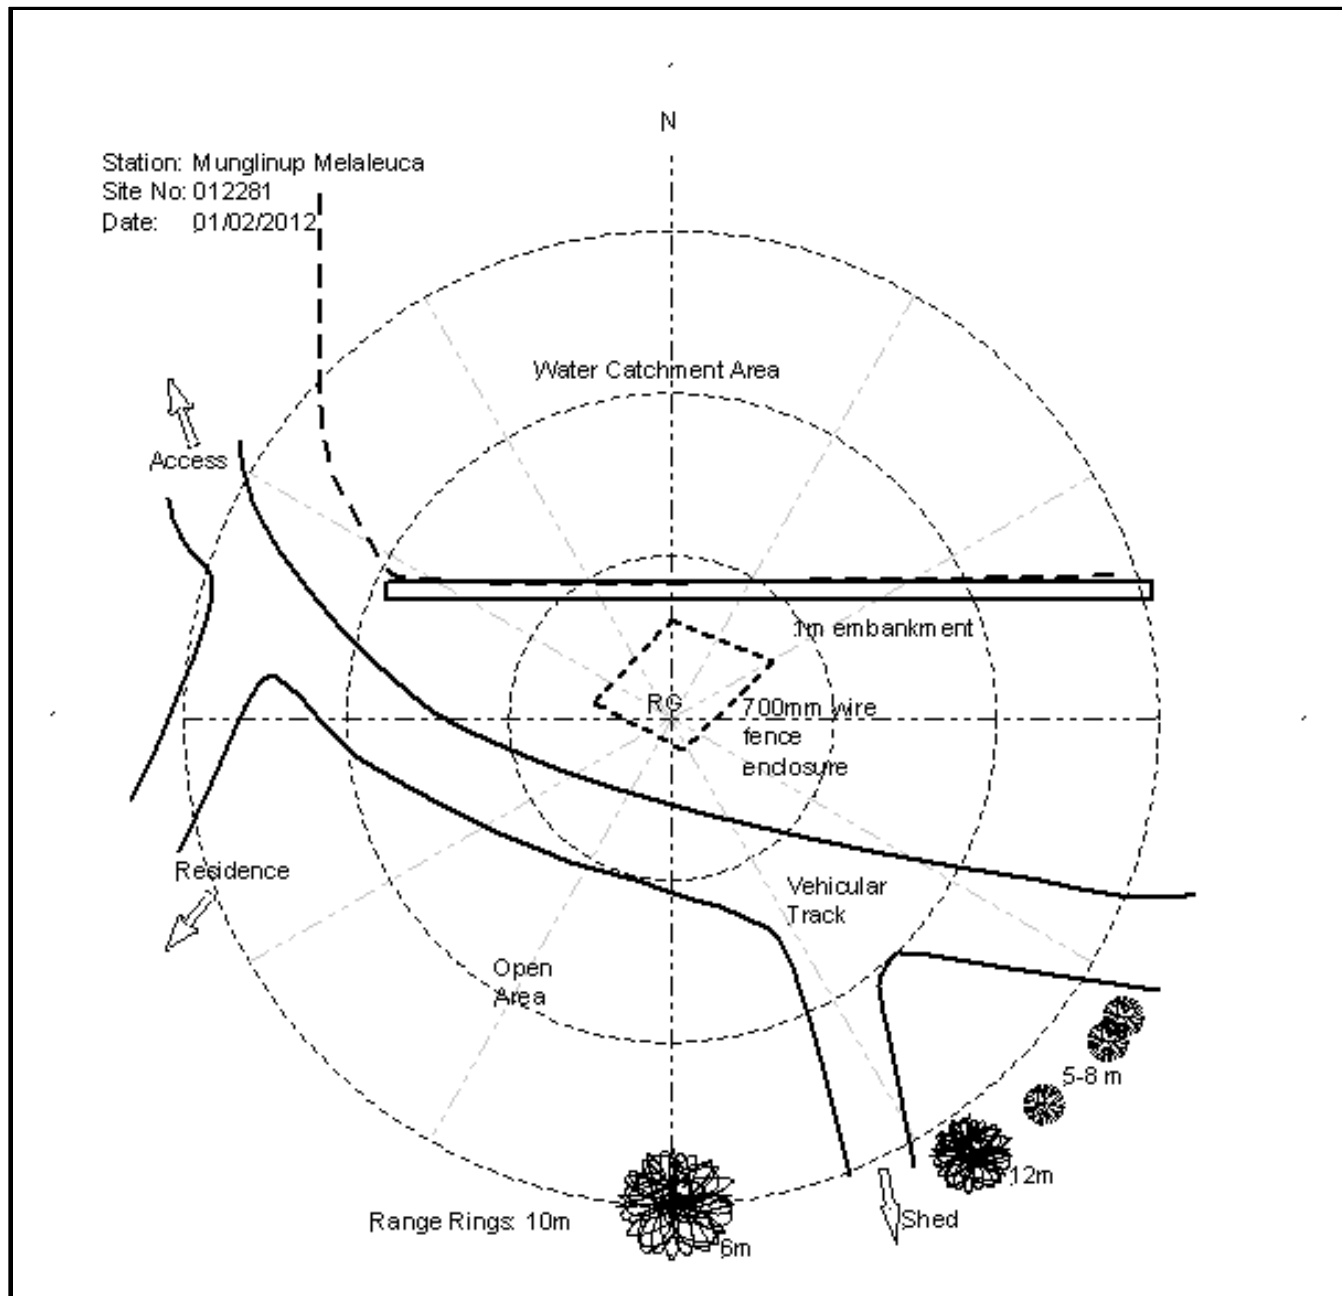 N
Station: Munglinup Melaleuca
Site No: 012281
Date: 01/02/2012
Water Catchment Area
Access
1m embankment
RG
700mm wire
fence
enclosure
Residence
Vehicular
Track
Open
Area
5-8 m
12m
Range Rings: 10m
Shed
6m